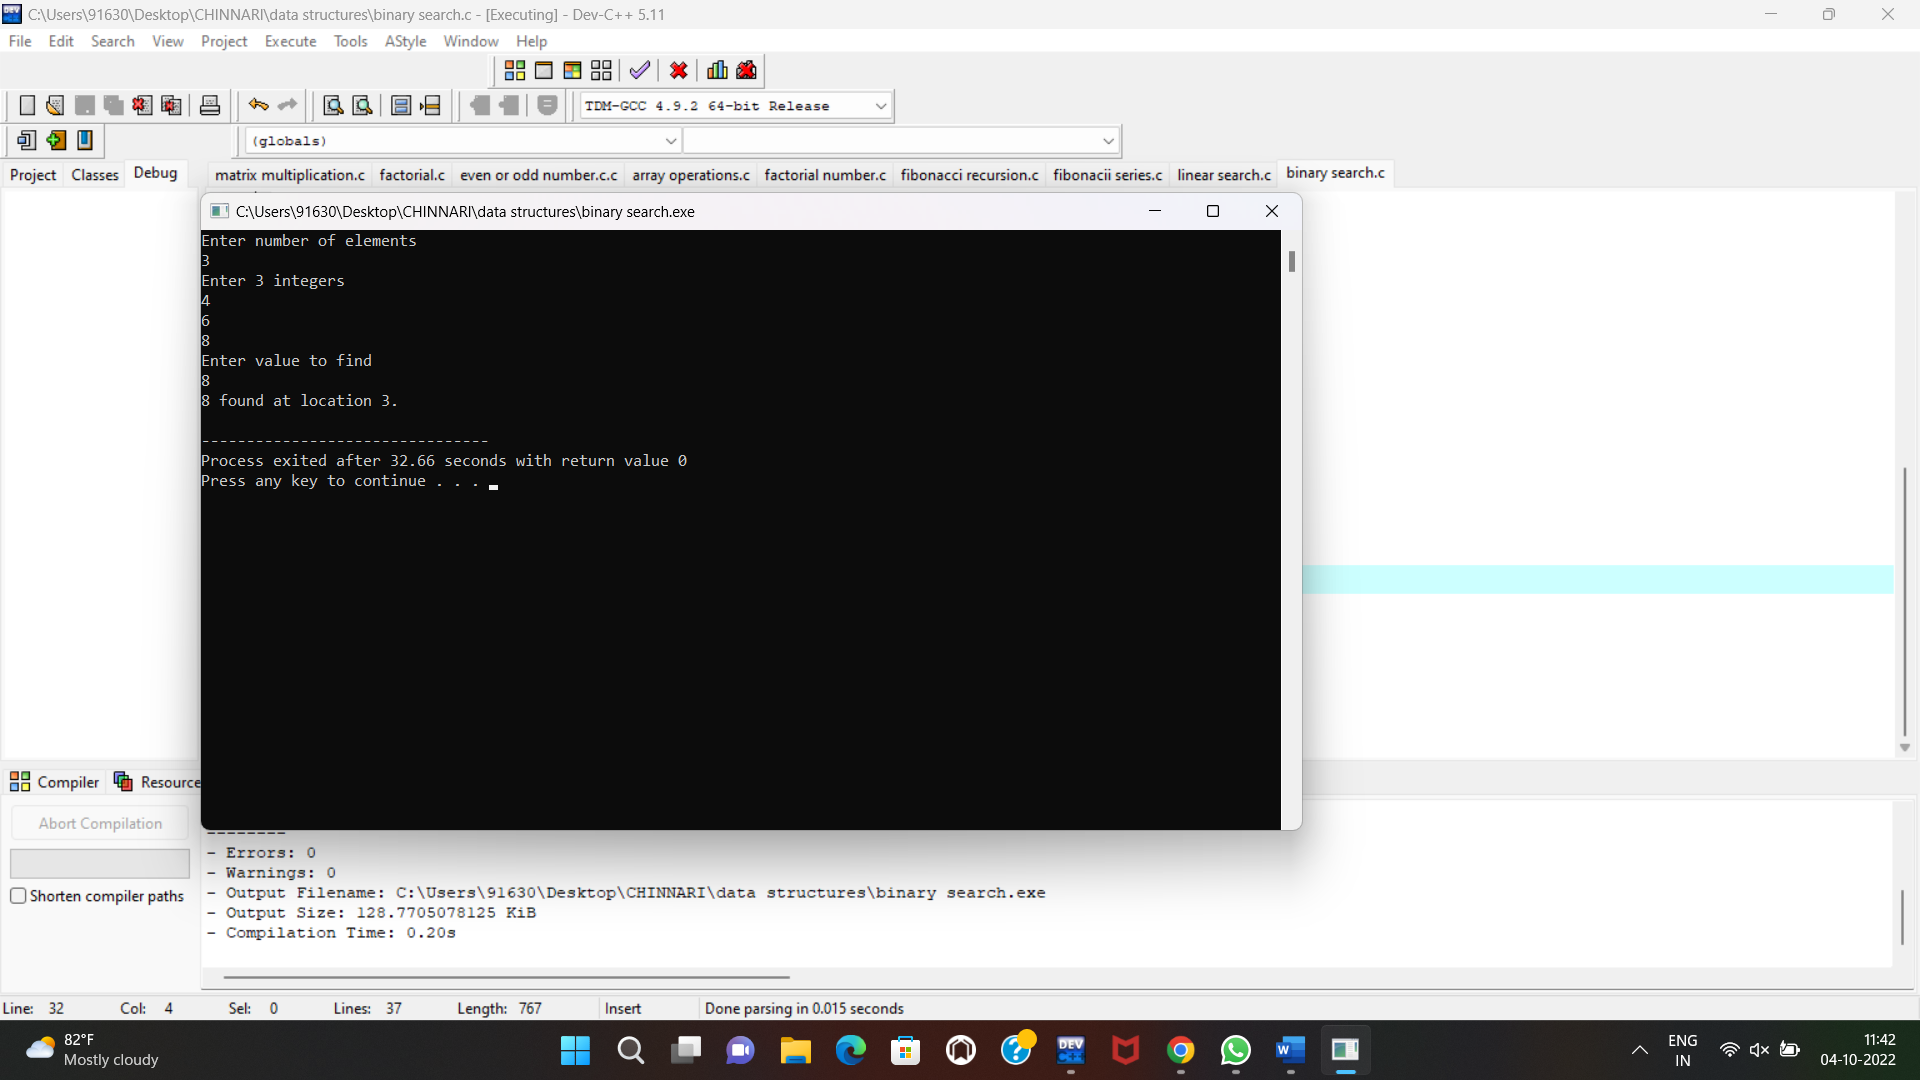 C:\Users\91630\Desktop\CHINNARI\data structures\binary search.c - [Executing] - Dev-C++ 5.11
File Edit Search View Project Execute Tools AStyle Window Help
TDM-GCC 4.9.2 64-bit Release
(globals)
Project Classes Debug
matrix multiplication.c factorial.c even or odd number.c.c array operations.c factorial number.c fibonacci recursion.c fibonacii series.c linear search.c binary search.c
C:\Users\91630\Desktop\CHINNARI\data structures\binary search.exe
Enter number of elements
3
Enter 3 integers
4
6
8
Enter value to find
8
8 found at location 3.
--------------------------------
Process exited after 32.66 seconds with return value 0
Press any key to continue . . .
Compiler Resource
Abort Compilation
Shorten compiler paths
--------
- Errors: 0
- Warnings: 0
- Output Filename: C:\Users\91630\Desktop\CHINNARI\data structures\binary search.exe
- Output Size: 128.7705078125 KiB
- Compilation Time: 0.20s
Line: 32 Col: 4 Sel: 0 Lines: 37 Length: 767 Insert Done parsing in 0.015 seconds
82°F
Mostly cloudy
DEV
C++
W
ENG
IN
11:42
04-10-2022